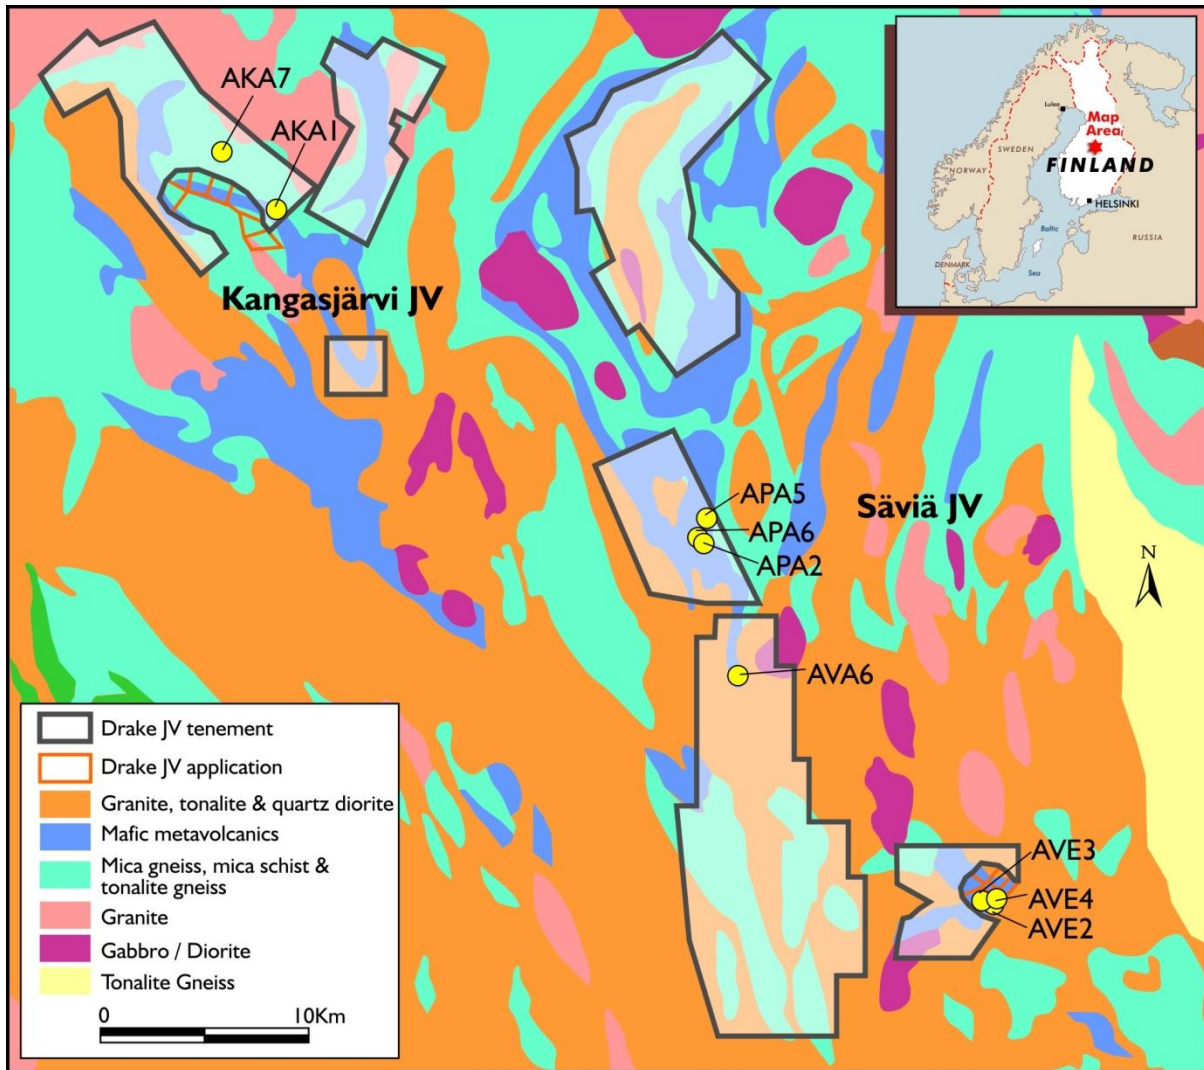 AKA7
AKA1
Kangasjärvi JV
Lulea
Map
Area
SWEDEN
FINLAND
NORWAY
HELSINKI
Baltic
RUSSIA
DENMARK
Sea
APA5
APA6
APA2
Säviä JV
N
AVA6
AVE3
AVE4
AVE2
Drake JV tenement
Drake JV application
Granite, tonalite & quartz diorite
Mafic metavolcanics
Mica gneiss, mica schist &
tonalite gneiss
Granite
Gabbro / Diorite
Tonalite Gneiss
0 10Km